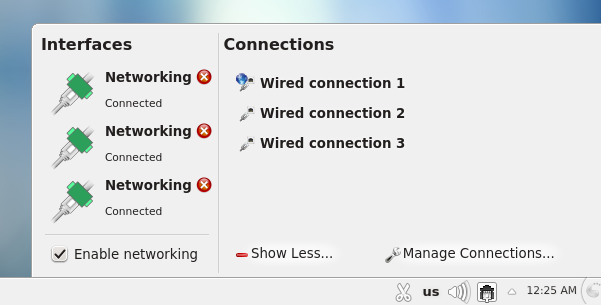 Interfaces
Networking
Connected
Networking
Connected
Networking
Connected
Enable networking
Connections
Wired connection 1
Wired connection 2
Wired connection 3
Show Less...
Manage Connections...
us
12:25 AM